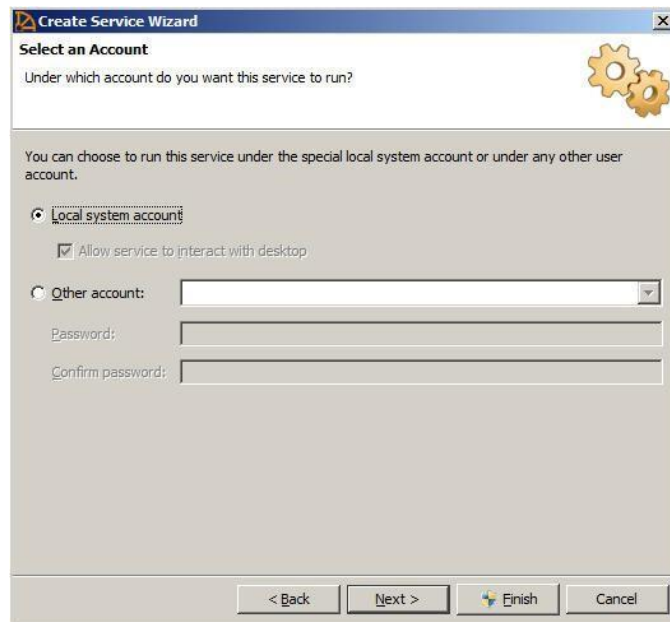 Create Service Wizard
Select an Account
Under which account do you want this service to run?
You can choose to run this service under the special local system account or under any other user
account.
Local system account
Allow service to interact with desktop
Other account:
Password:
Confirm password:
< Back Next > Finish Cancel